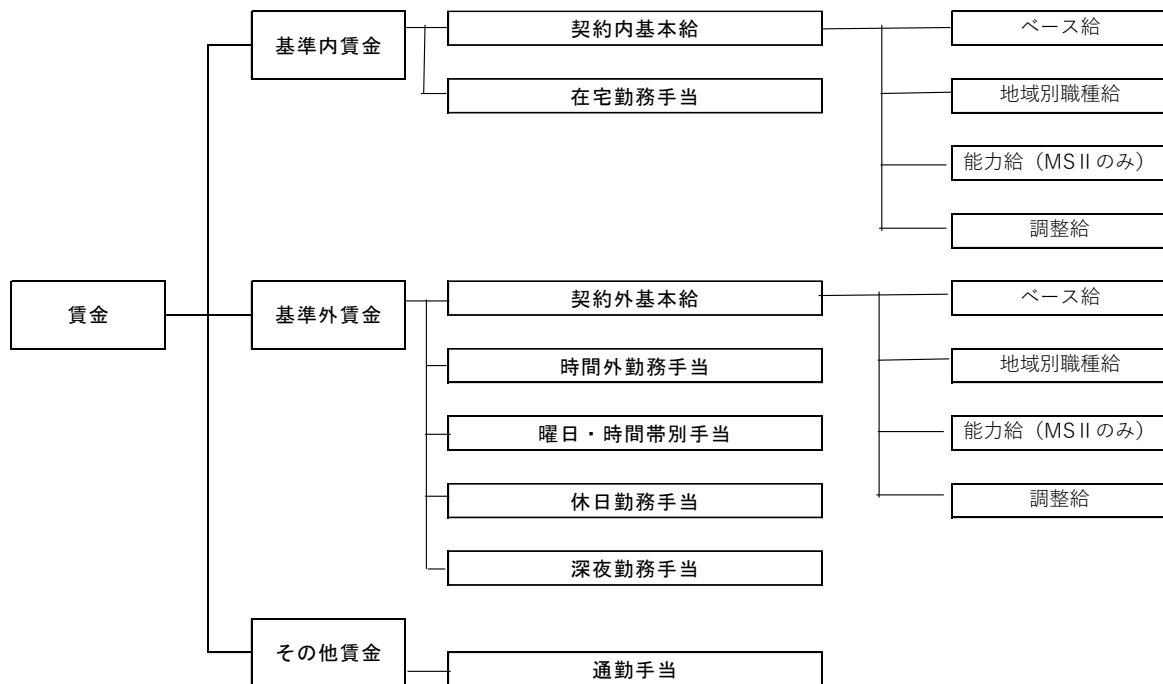 基準内賃金
契約内基本給
ベース給
在宅勤務手当
地域別職種給
能力給（MSⅡのみ）
調整給
賃金
基準外賃金
契約外基本給
ベース給
時間外勤務手当
地域別職種給
曜日・時間帯別手当
能力給（MSⅡのみ）
休日勤務手当
調整給
深夜勤務手当
その他賃金
通勤手当